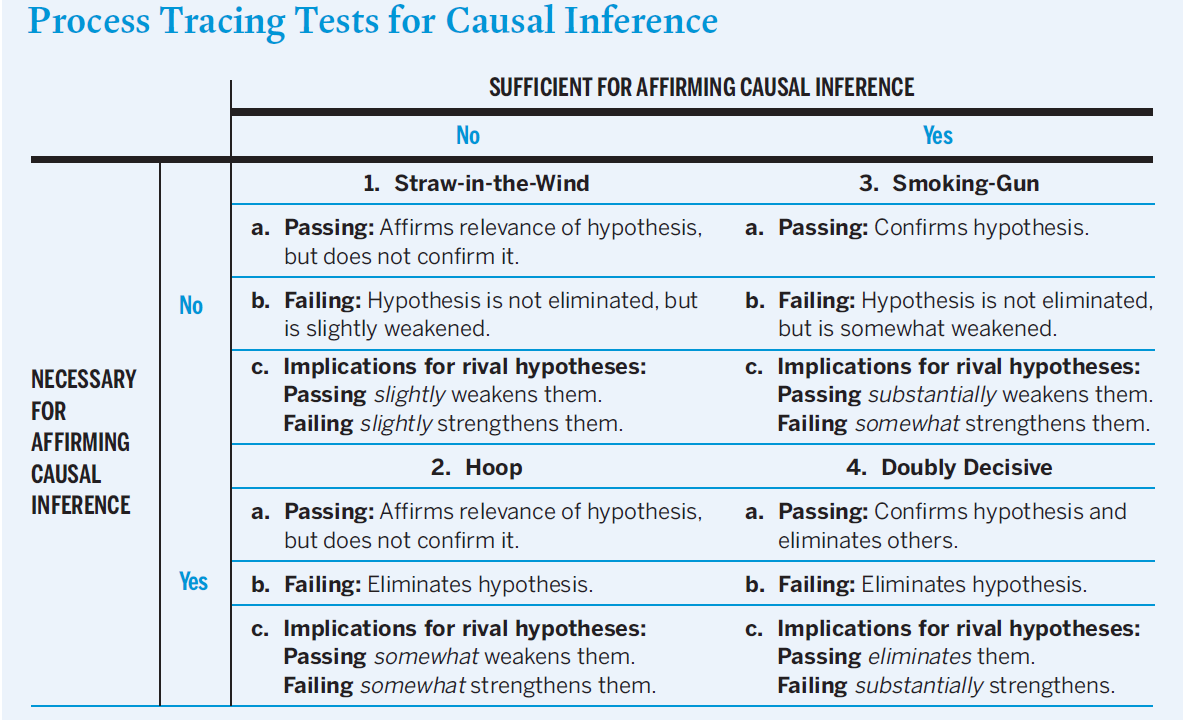 Process Tracing Tests for Causal Inference
SUFFICIENT FOR AFFIRMING CAUSAL INFERENCE
No
Yes
NECESSARY
FOR
AFFIRMING
CAUSAL
INFERENCE
No
1. Straw-in-the-Wind
a. Passing: Affirms relevance of hypothesis,
but does not confirm it.
b. Failing: Hypothesis is not eliminated, but
is slightly weakened.
c. Implications for rival hypotheses:
Passing slightly weakens them.
Failing slightly strengthens them.
3. Smoking-Gun
a. Passing: Confirms hypothesis.
b. Failing: Hypothesis is not eliminated,
but is somewhat weakened.
c. Implications for rival hypotheses:
Passing substantially weakens them.
Failing somewhat strengthens them.
Yes
2. Hoop
a. Passing: Affirms relevance of hypothesis,
but does not confirm it.
b. Failing: Eliminates hypothesis.
c. Implications for rival hypotheses:
Passing somewhat weakens them.
Failing somewhat strengthens them.
4. Doubly Decisive
a. Passing: Confirms hypothesis and
eliminates others.
b. Failing: Eliminates hypothesis.
c. Implications for rival hypotheses:
Passing eliminates them.
Failing substantially strengthens.